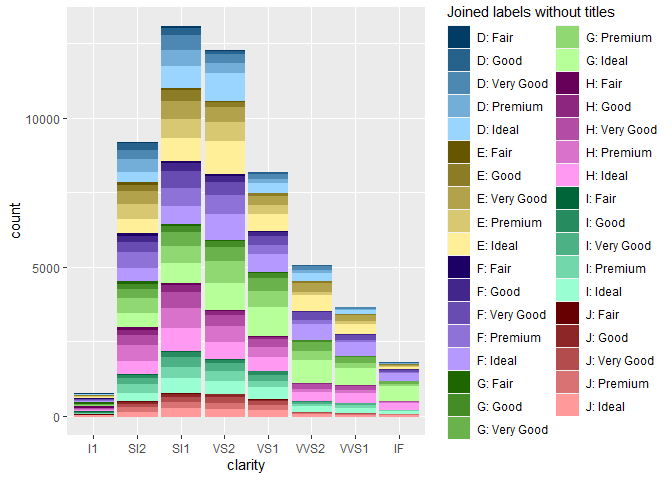 Joined labels without titles
D: Fair
D: Good
D: Very Good
D: Premium
D: Ideal
E: Fair
E: Good
E: Very Good
E: Premium
E: Ideal
F: Fair
F: Good
F: Very Good
F: Premium
F: Ideal
G: Fair
G: Good
G: Very Good
G: Premium
G: Ideal
H: Fair
H: Good
H: Very Good
H: Premium
H: Ideal
I: Fair
I: Good
I: Very Good
I: Premium
I: Ideal
J: Fair
J: Good
J: Very Good
J: Premium
J: Ideal
count
10000
5000
0
I1 SI2 SI1 VS2 VS1 VVS2 VVS1 IF
clarity